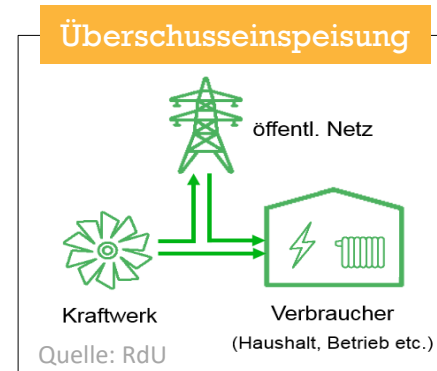 Überschusseinspeisung
öffentl. Netz
Kraftwerk
Verbraucher
(Haushalt, Betrieb etc.)
Quelle: RdU